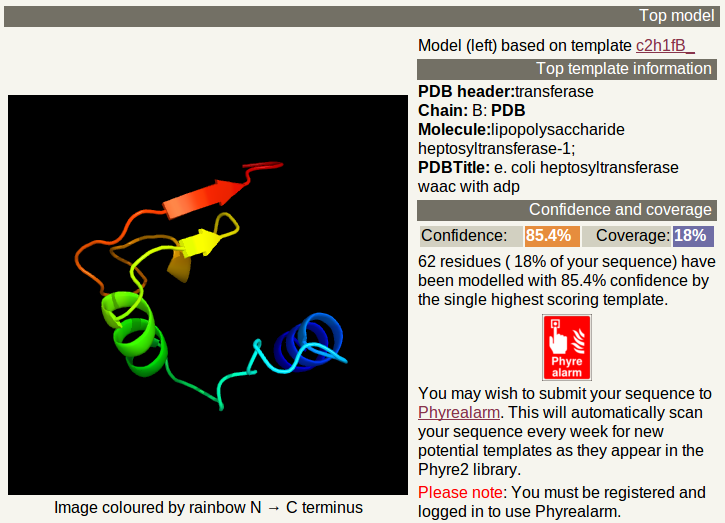 Top model
Model (left) based on template c2h1fB_
Top template information
PDB header:transferase
Chain: B: PDB
Molecule:lipopolysaccharide
heptosyltransferase-1;
PDBTitle: e. coli heptosyltransferase
waac with adp
Confidence and coverage
Confidence: 85.4% Coverage: 18%
62 residues ( 18% of your sequence) have
been modelled with 85.4% confidence by
the single highest scoring template.
Phyre
alarm
You may wish to submit your sequence to
Phyrealarm. This will automatically scan
your sequence every week for new
potential templates as they appear in the
Phyre2 library.
Please note: You must be registered and
logged in to use Phyrealarm.
Image coloured by rainbow N → C terminus